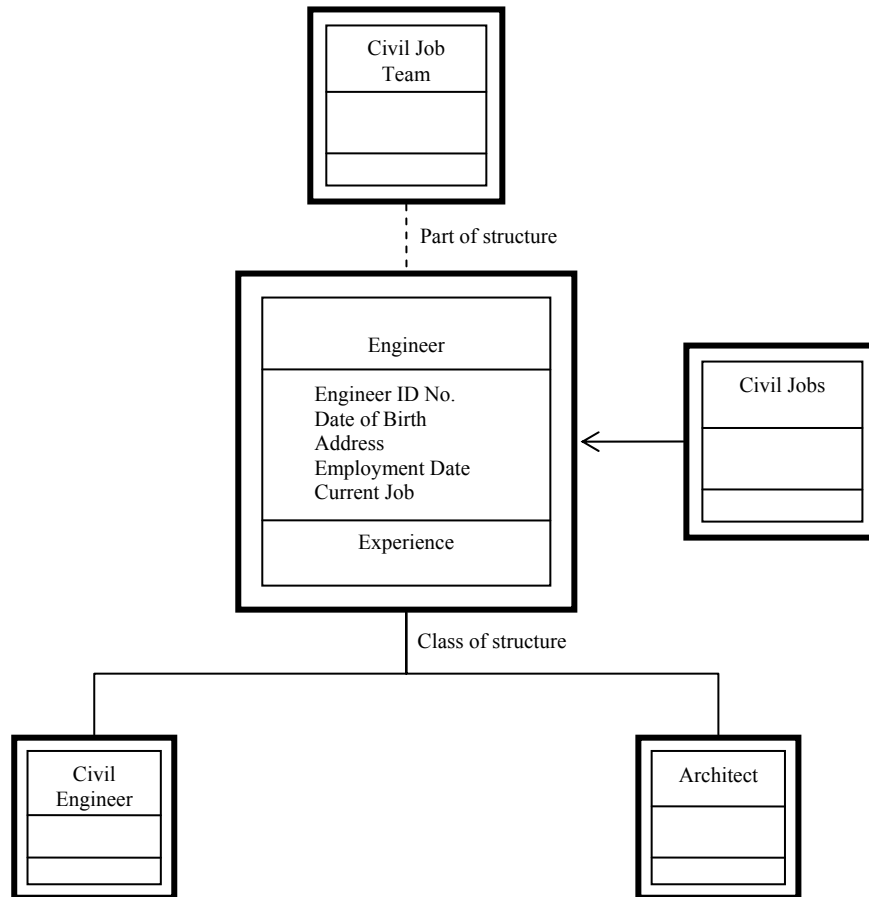 Civil Job
Team
Part of structure
Engineer
Engineer ID No.
Date of Birth
Address
Employment Date
Current Job
Experience
Civil Jobs
Class of structure
Civil
Engineer
Architect